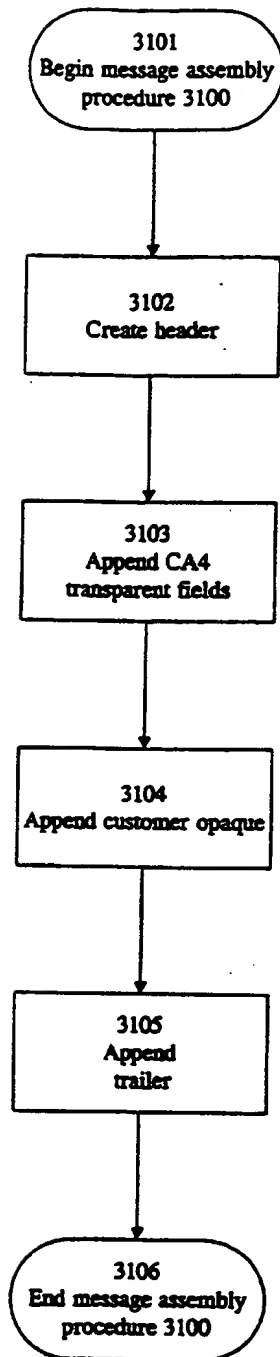 3101
Begin message assembly
procedure 3100
3102
Create header
3103
Append CA4
transparent fields
3104
Append customer opaque
3105
Append
trailer
3106
End message assembly
procedure 3100